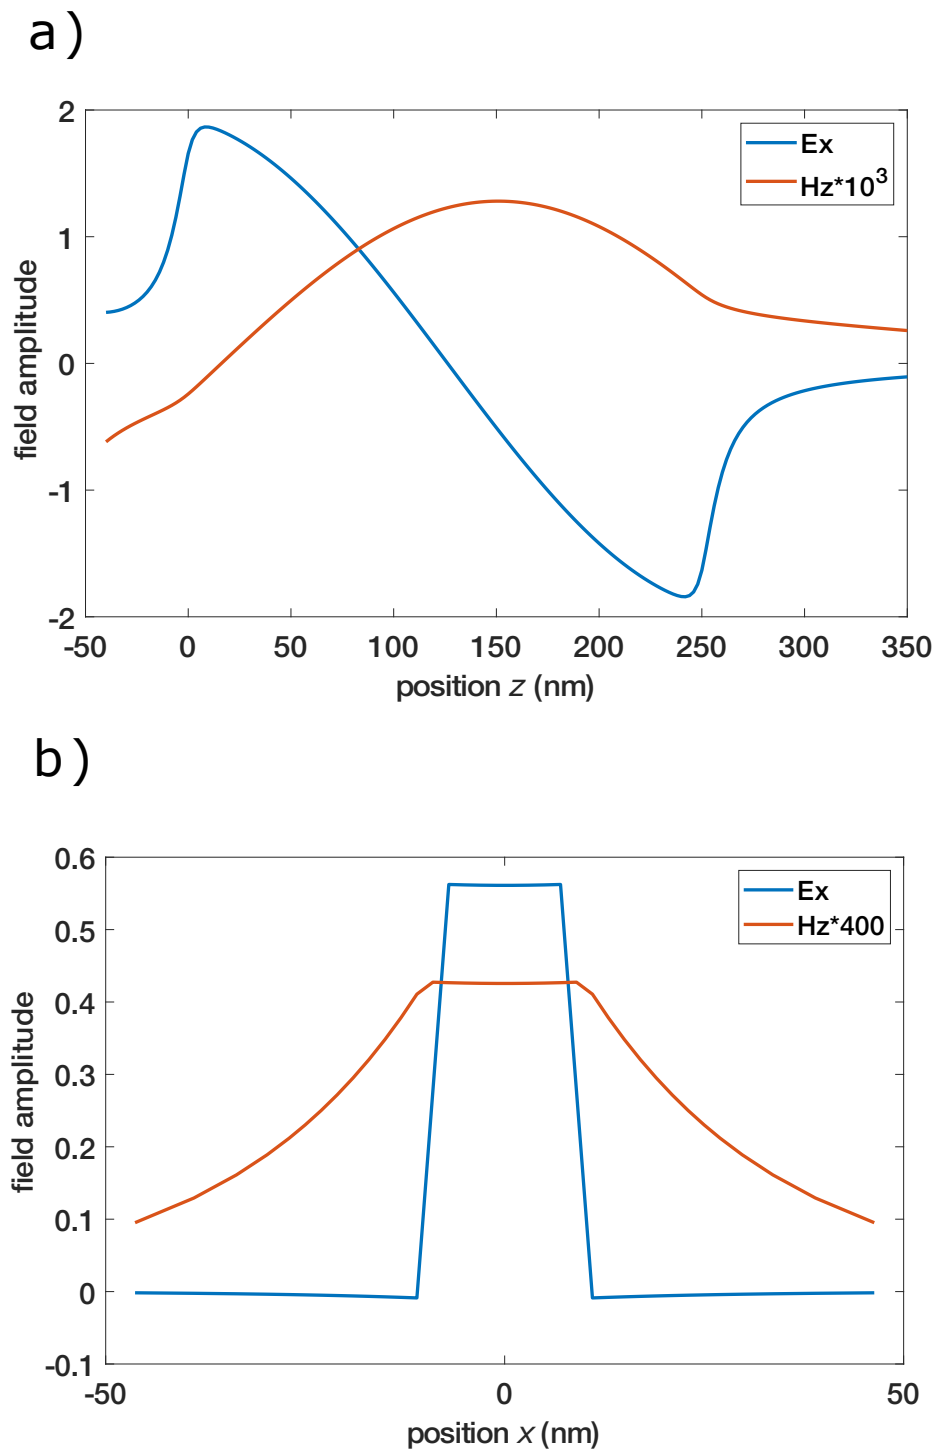 a)
2
1
0
-1
-2
field amplitude
Ex
Hz*10³
-50 0 50 100 150 200 250 300 350
position z (nm)
b)
0.6
0.5
0.4
0.3
0.2
0.1
0
-0.1
field amplitude
Ex
Hz*400
-50 0 50
position x (nm)